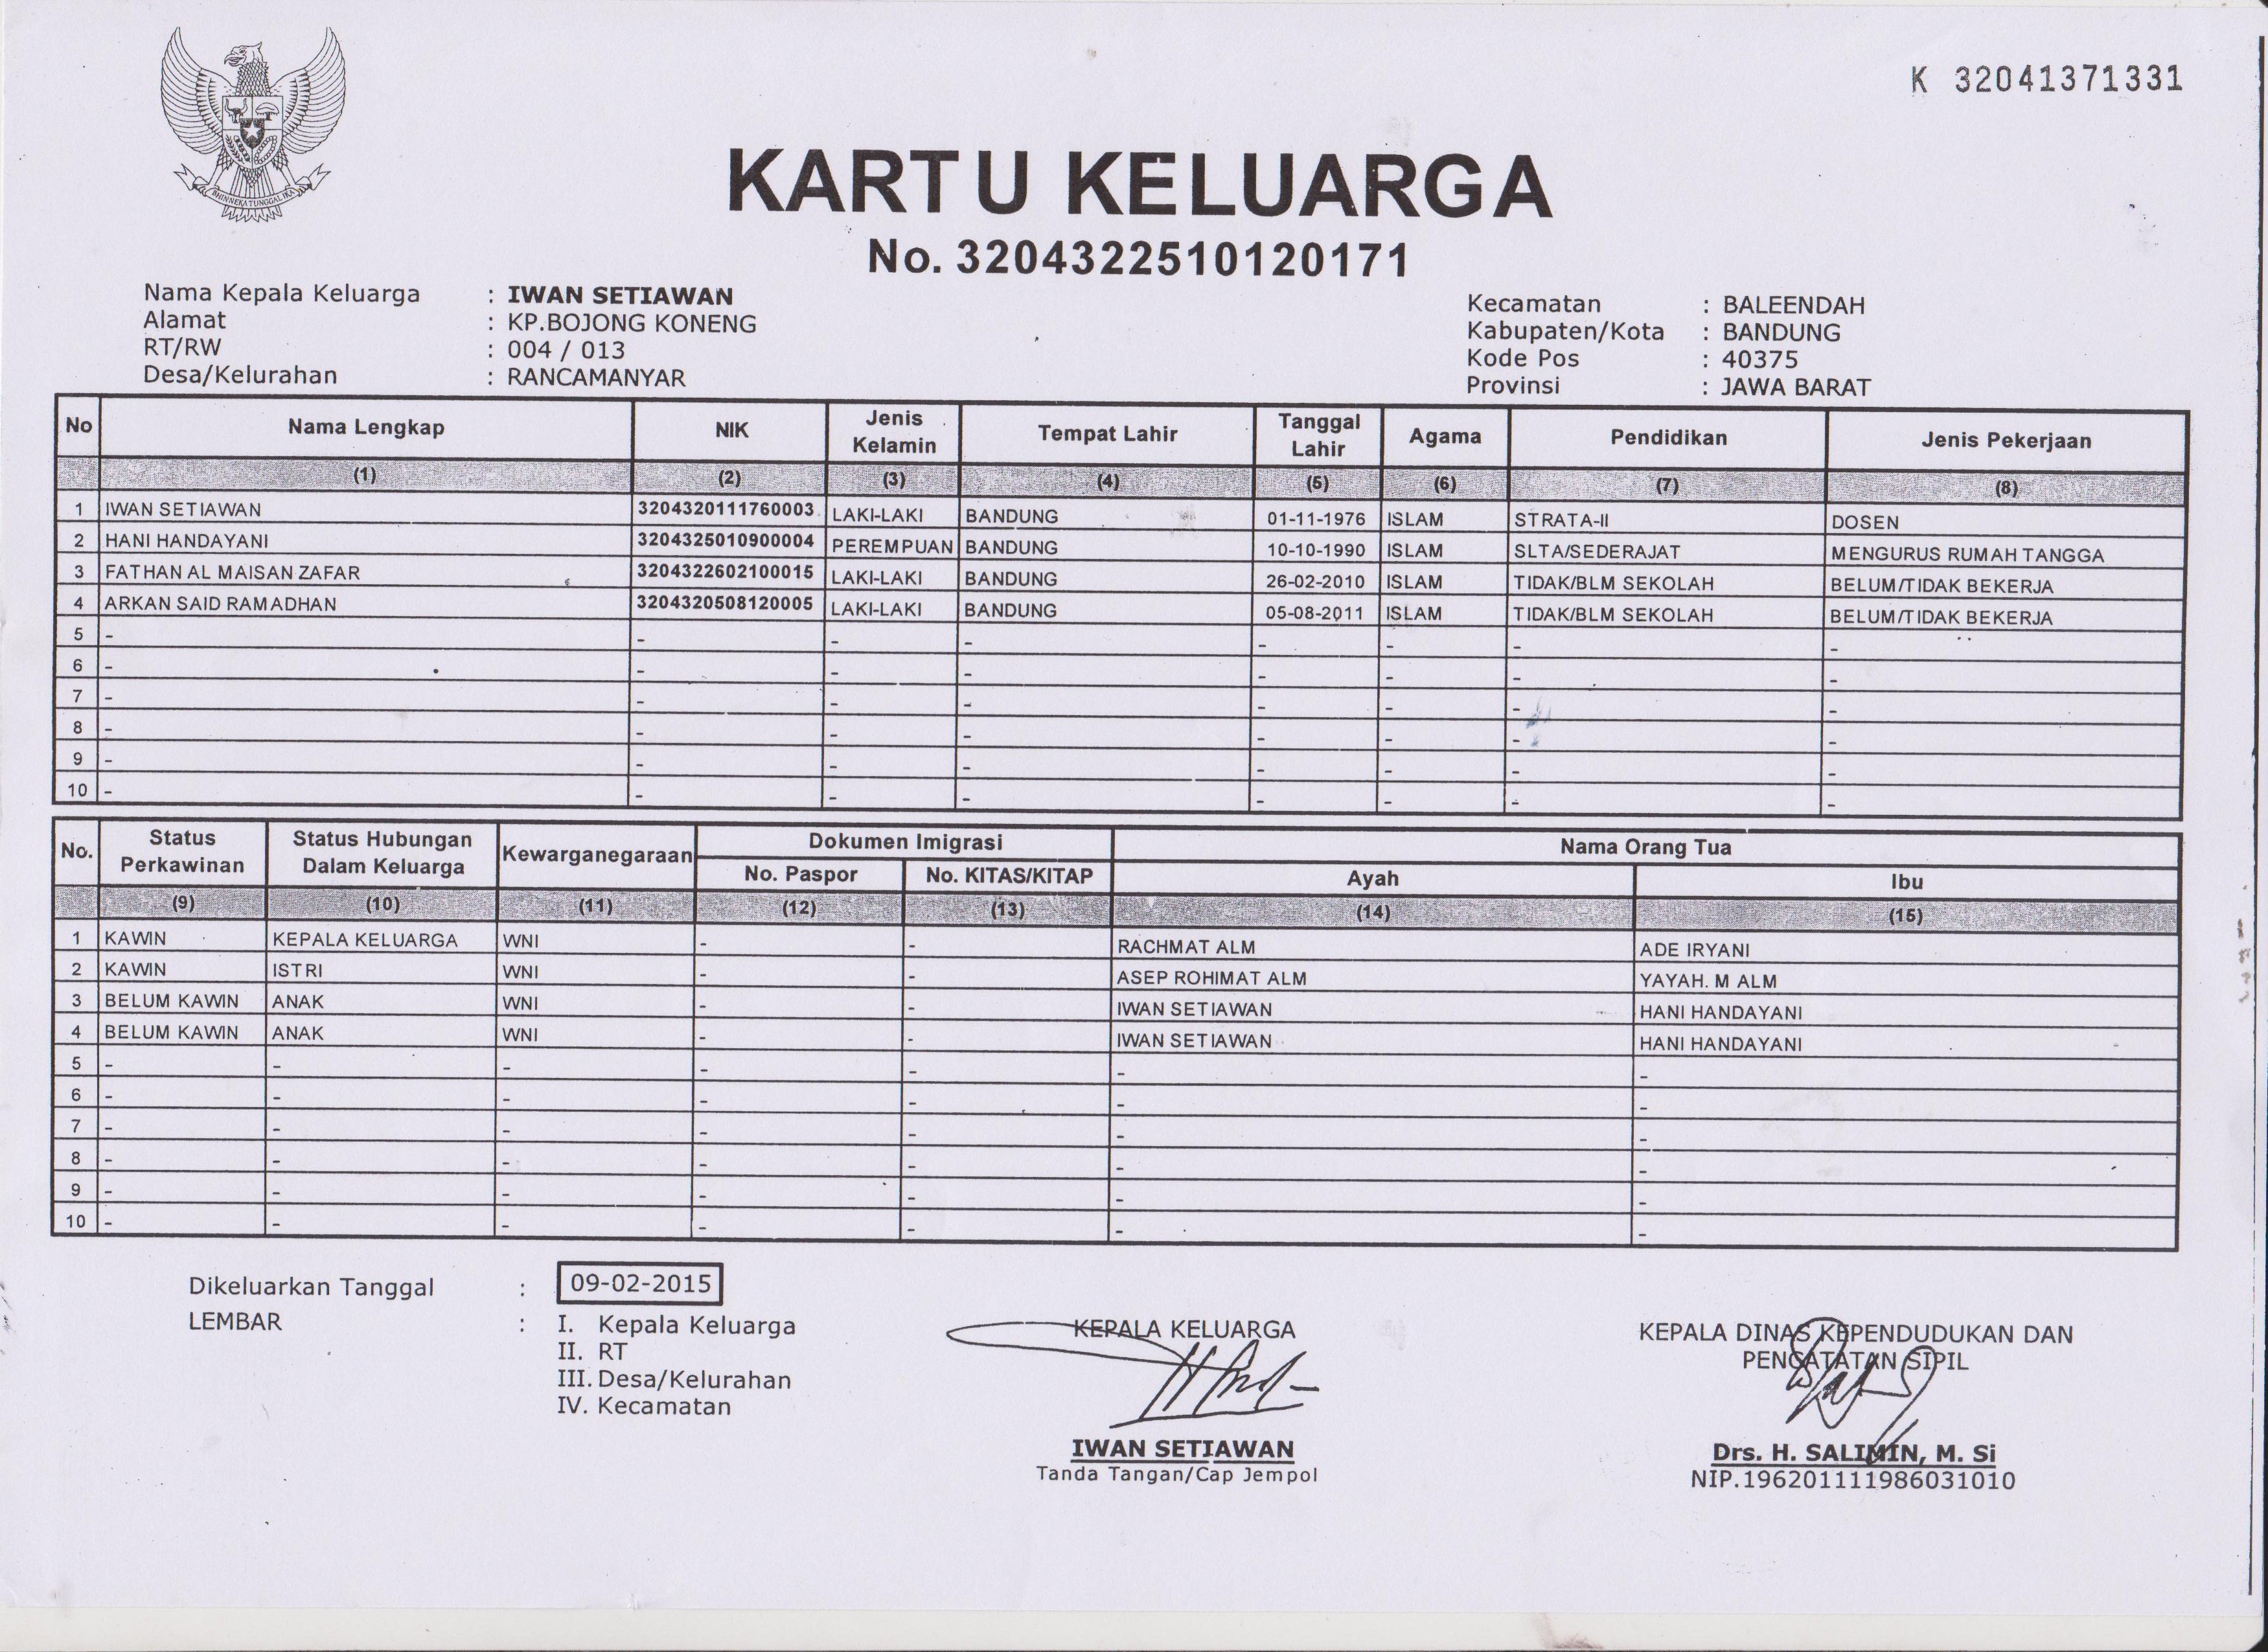 K 32041371331
BHINNEKA TUNGGAL IKA
KARTU KELUARGA
No. 3204322510120171
Nama Kepala Keluarga : IWAN SETIAWAN
Alamat : KP.BOJONG KONENG
RT/RW : 004 / 013
Desa/Kelurahan : RANCAMANYAR
Kecamatan : BALEENDAH
Kabupaten/Kota : BANDUNG
Kode Pos : 40375
Provinsi : JAWA BARAT
No Nama Lengkap NIK Jenis Kelamin Tempat Lahir Tanggal Lahir Agama Pendidikan Jenis Pekerjaan
(1) (2) (3) (4) (5) (6) (7) (8)
1 IWAN SETIAWAN 3204320111760003 LAKI-LAKI BANDUNG 01-11-1976 ISLAM STRATA-II DOSEN
2 HANI HANDAYANI 3204325010900004 PEREMPUAN BANDUNG 10-10-1990 ISLAM SLTA/SEDERAJAT MENGURUS RUMAH TANGGA
3 FATHAN AL MAISAN ZAFAR 3204322602100015 LAKI-LAKI BANDUNG 26-02-2010 ISLAM TIDAK/BLM SEKOLAH BELUM/TIDAK BEKERJA
4 ARKAN SAID RAMADHAN 3204320508120005 LAKI-LAKI BANDUNG 05-08-2011 ISLAM TIDAK/BLM SEKOLAH BELUM/TIDAK BEKERJA
5 - - - - - - - -
6 - - - - - - - -
7 - - - - - - - -
8 - - - - - - - -
9 - - - - - - - -
10 - - - - - - - -
No. Status Perkawinan Status Hubungan Dalam Keluarga Kewarganegaraan Dokumen Imigrasi Nama Orang Tua
No. Paspor No. KITAS/KITAP Ayah Ibu
(9) (10) (11) (12) (13) (14) (15)
1 KAWIN KEPALA KELUARGA WNI - - RACHMAT ALM ADE IRYANI
2 KAWIN ISTRI WNI - - ASEP ROHIMAT ALM YAYAH. M ALM
3 BELUM KAWIN ANAK WNI - - IWAN SETIAWAN HANI HANDAYANI
4 BELUM KAWIN ANAK WNI - - IWAN SETIAWAN HANI HANDAYANI
5 - - - - - - -
6 - - - - - - -
7 - - - - - - -
8 - - - - - - -
9 - - - - - - -
10 - - - - - - -
Dikeluarkan Tanggal : 09-02-2015
LEMBAR : I. Kepala Keluarga
II. RT
III. Desa/Kelurahan
IV. Kecamatan
KEPALA KELUARGA
IWAN SETIAWAN
Tanda Tangan/Cap Jempol
KEPALA DINAS KEPENDUDUKAN DAN
PENCATATAN SIPIL
Drs. H. SALIMIN, M. Si
NIP.196201111986031010